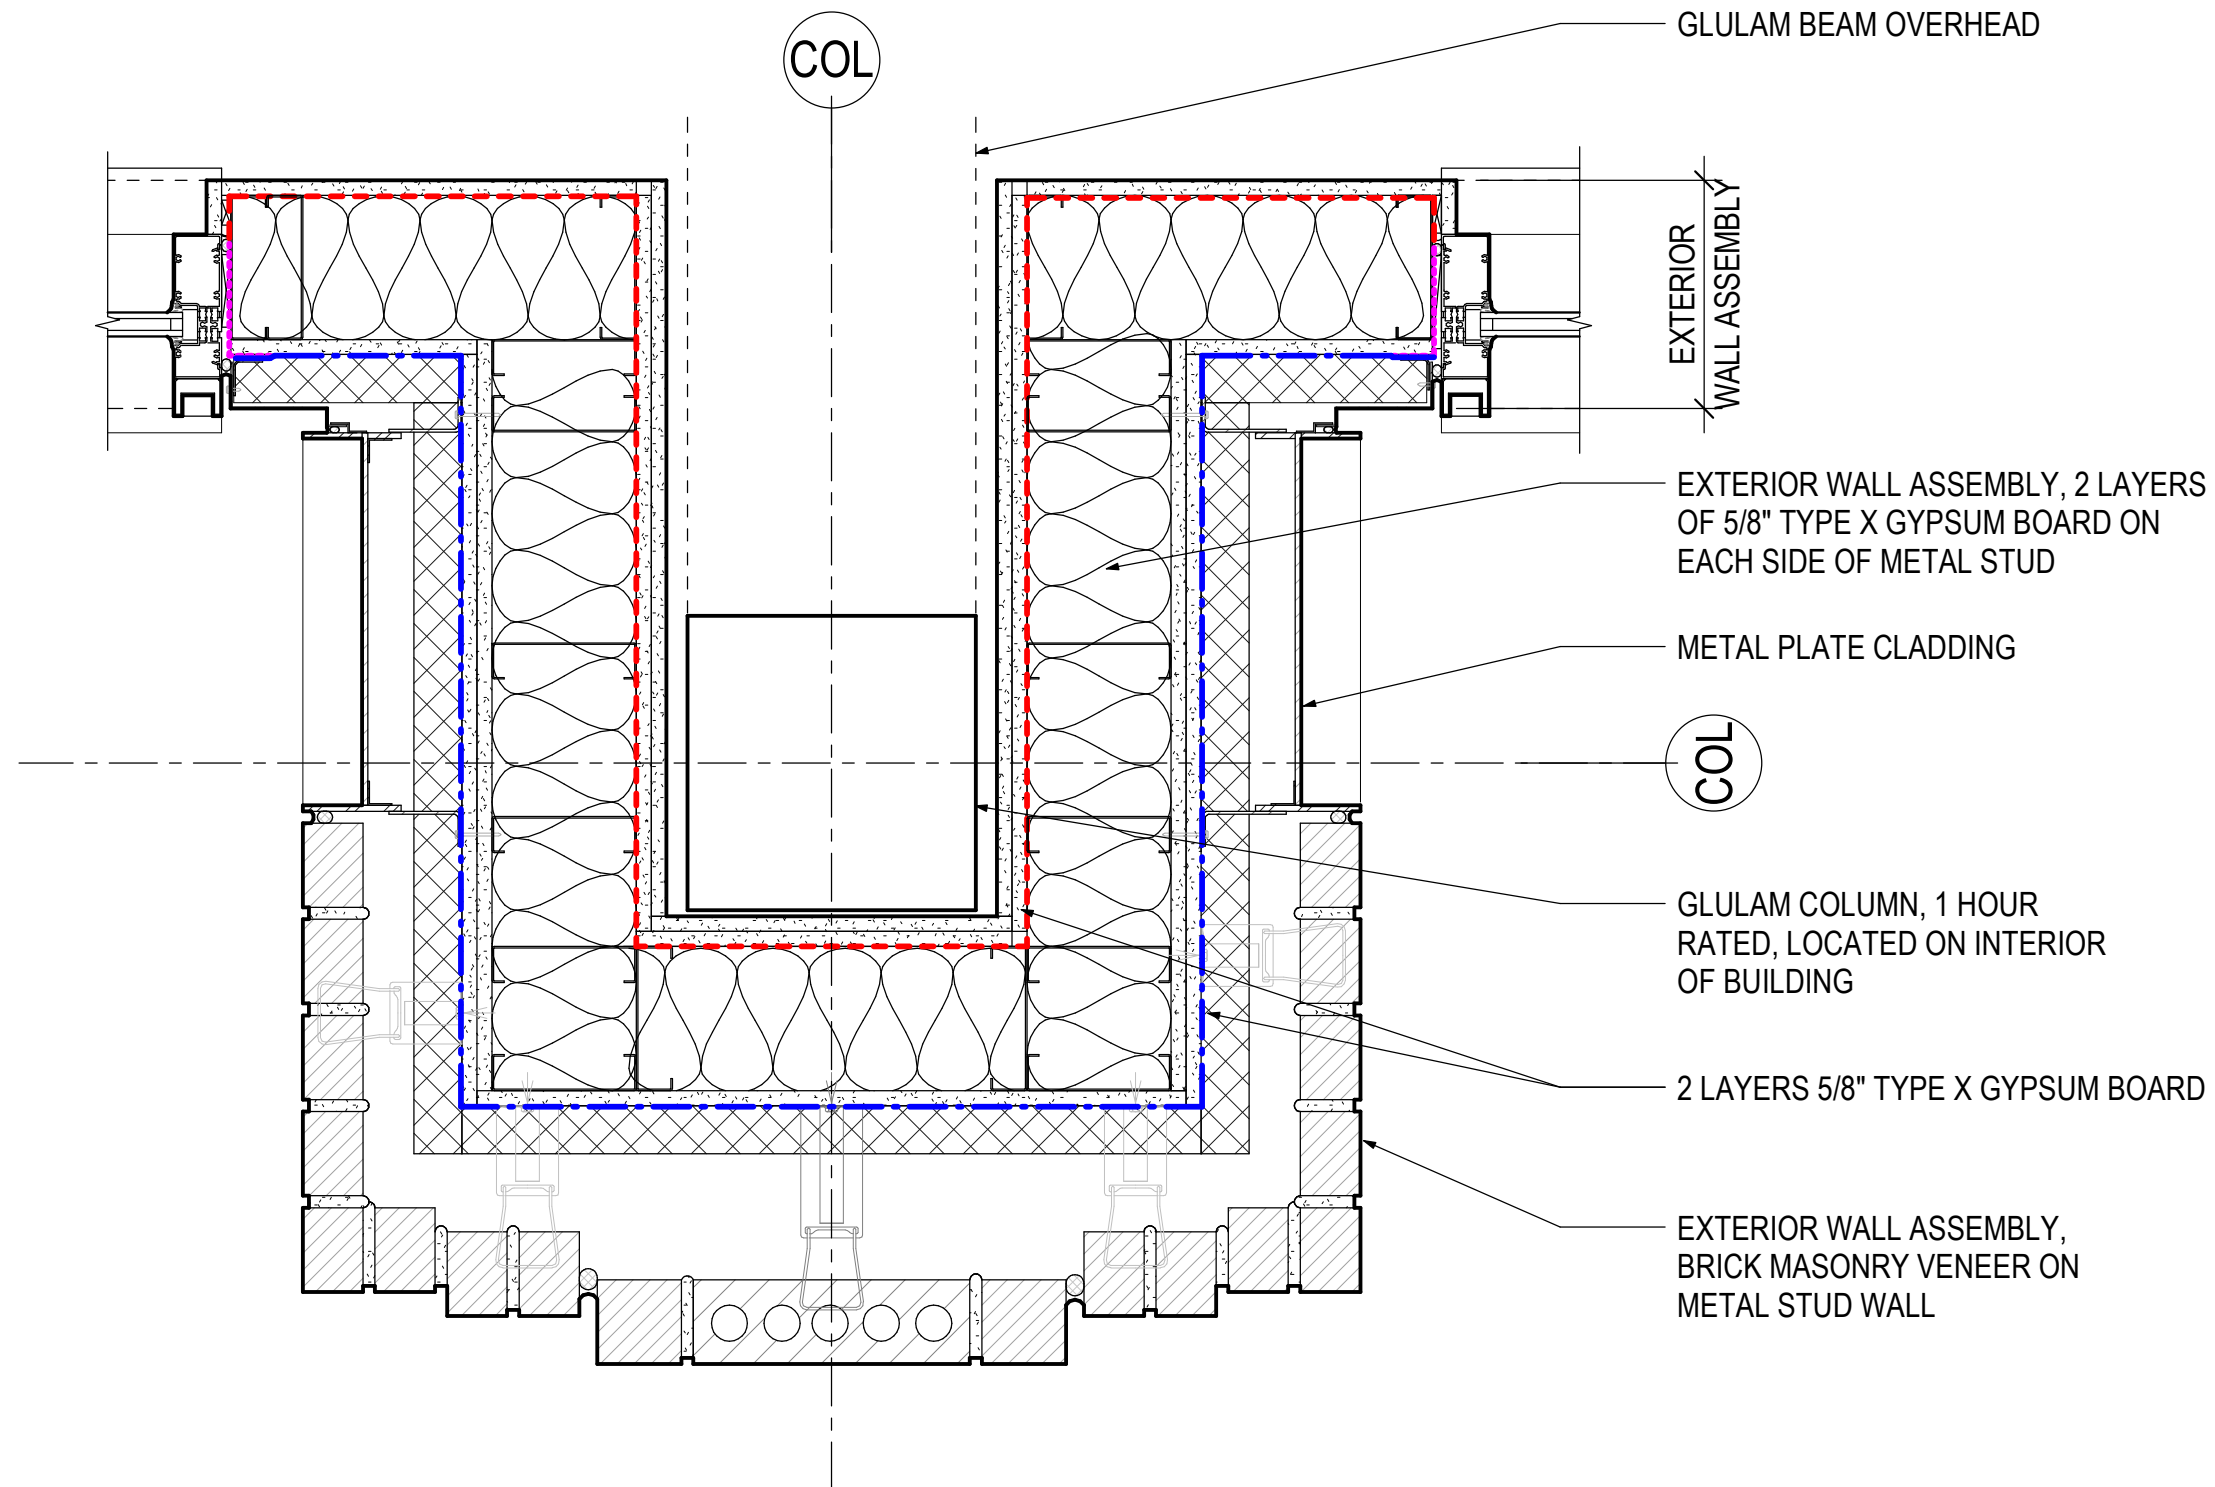 COL
GLULAM BEAM OVERHEAD
EXTERIOR
WALL ASSEMBLY
EXTERIOR WALL ASSEMBLY, 2 LAYERS
OF 5/8" TYPE X GYPSUM BOARD ON
EACH SIDE OF METAL STUD
METAL PLATE CLADDING
COL
GLULAM COLUMN, 1 HOUR
RATED, LOCATED ON INTERIOR
OF BUILDING
2 LAYERS 5/8" TYPE X GYPSUM BOARD
EXTERIOR WALL ASSEMBLY,
BRICK MASONRY VENEER ON
METAL STUD WALL